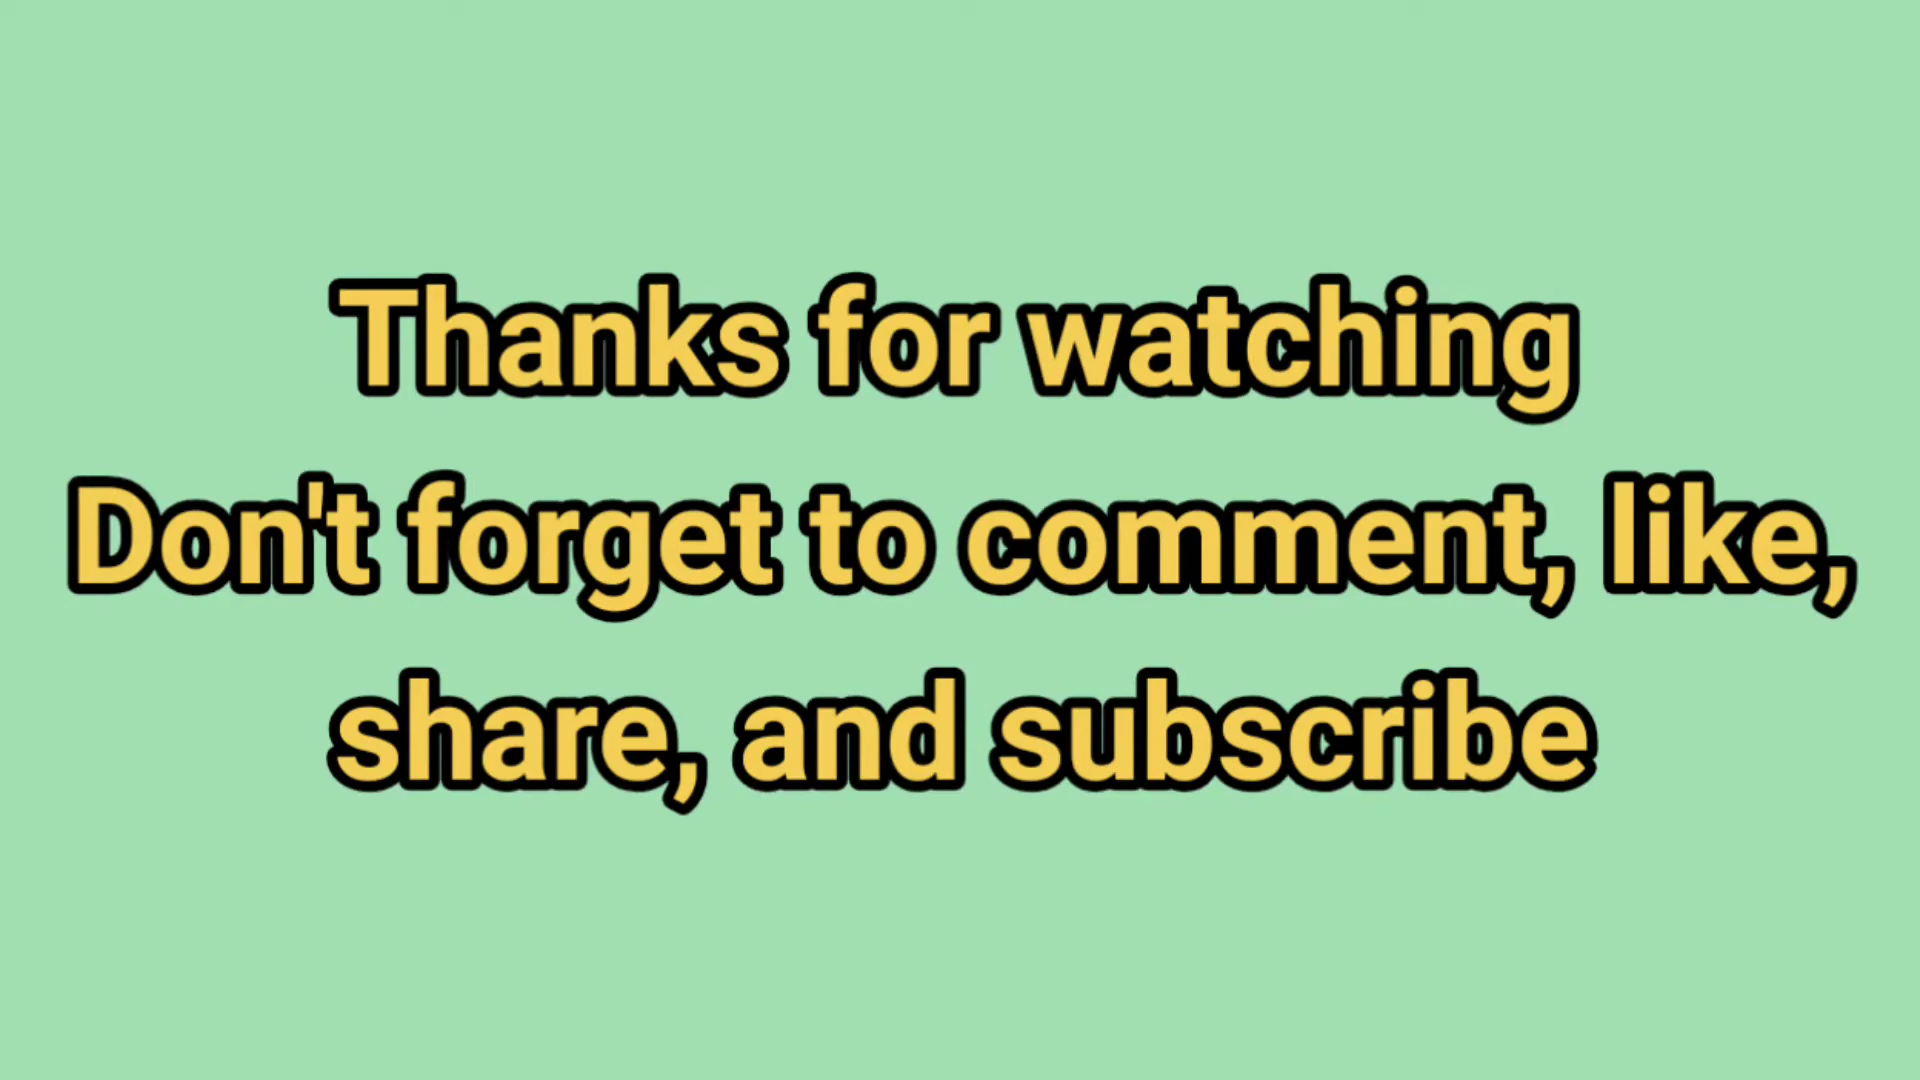 Thanks for watching
Don't forget to comment, like,
share, and subscribe